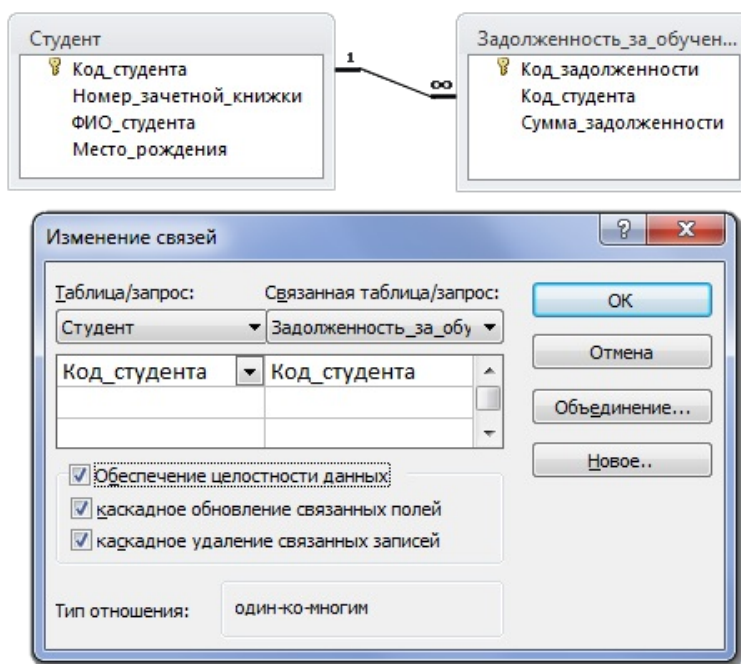 Студент
Код_студента
Номер_зачетной_книжки
ФИО_студента
Место_рождения
1
∞
Задолженность_за_обучен...
Код_задолженности
Код_студента
Сумма_задолженности
Изменение связей
?
X
Таблица/запрос: Связанная таблица/запрос:
Студент Задолженность_за_обу
Код_студента Код_студента
Обеспечение целостности данных
каскадное обновление связанных полей
каскадное удаление связанных записей
Тип отношения: один-ко-многим
ОК
Отмена
Объединение...
Новое..